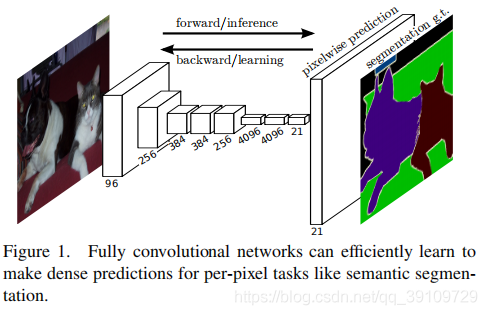 forward/inference
backward/learning
pixelwise prediction
segmentation g.t.
96
256
384
384
256
4096
4096
21
21
Figure 1. Fully convolutional networks can efficiently learn to
make dense predictions for per-pixel tasks like semantic segmen-
tation.
https://blog.csdn.net/qq_39109729